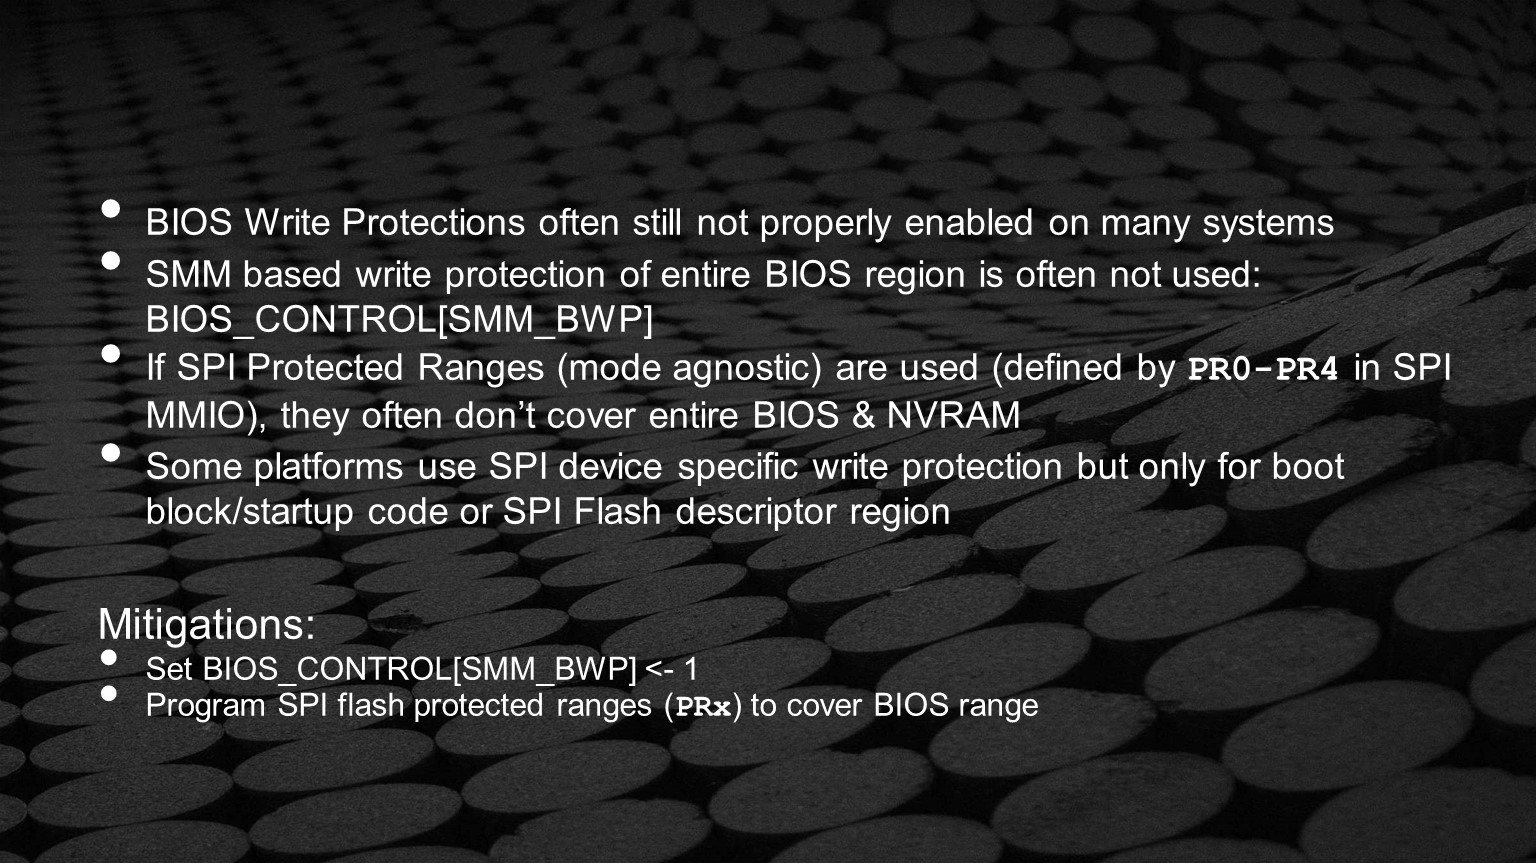 • BIOS Write Protections often still not properly enabled on many systems
• SMM based write protection of entire BIOS region is often not used:
BIOS_CONTROL[SMM_BWP]
• If SPI Protected Ranges (mode agnostic) are used (defined by PR0-PR4 in SPI
MMIO), they often don’t cover entire BIOS & NVRAM
• Some platforms use SPI device specific write protection but only for boot
block/startup code or SPI Flash descriptor region
Mitigations:
• Set BIOS_CONTROL[SMM_BWP] <- 1
• Program SPI flash protected ranges (PRx) to cover BIOS range